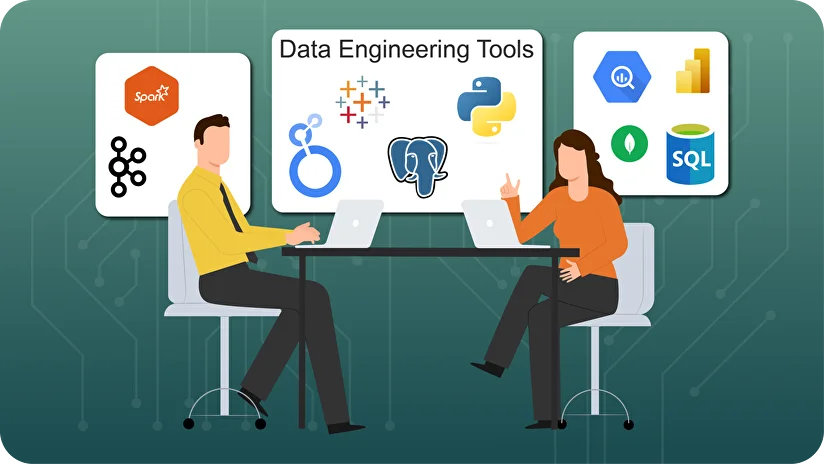 Data Engineering Tools
Spark
SQL